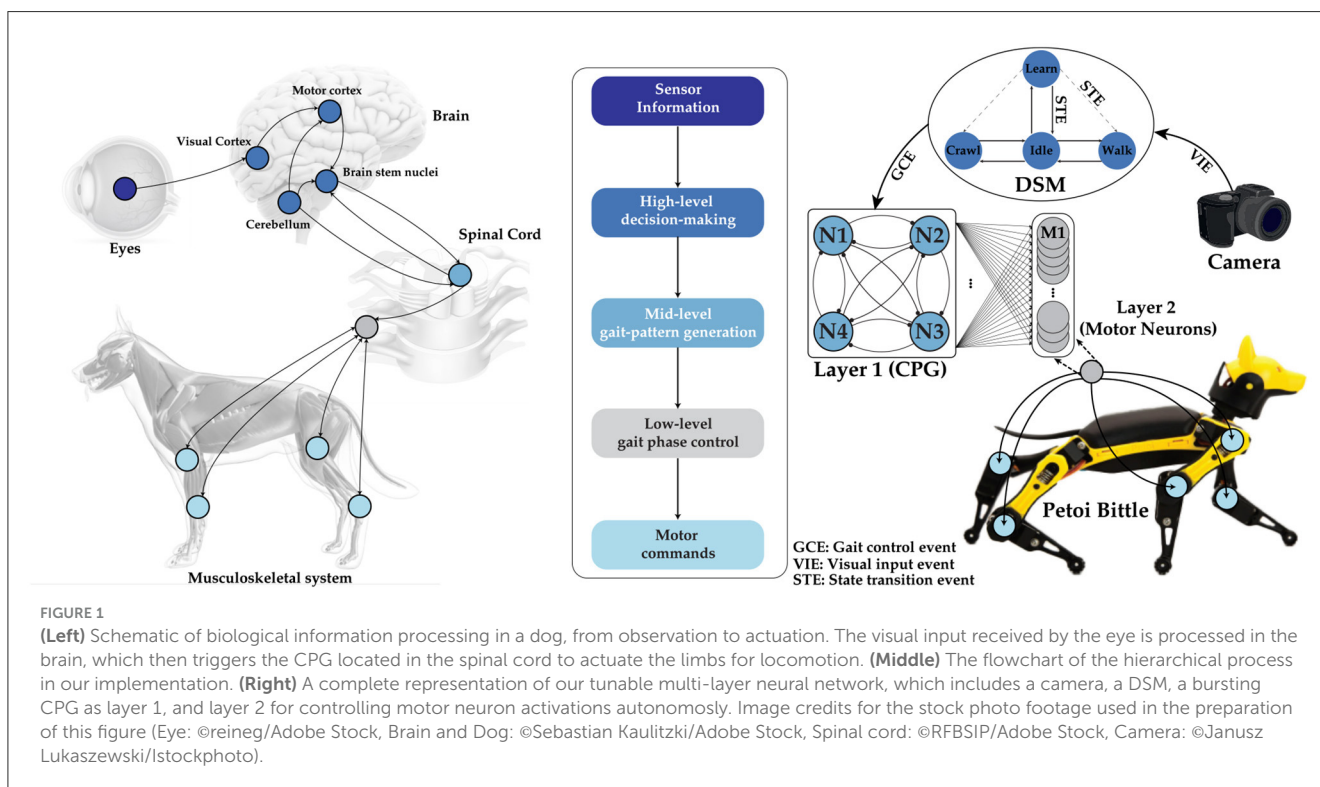 Motor cortex
Brain
Visual Cortex
Brain stem nuclei
Cerebellum
Eyes
Spinal Cord
Musculoskeletal system
Sensor
Information
High-level
decision-making
Mid-level
gait-pattern generation
Low-level
gait phase control
Motor
commands
Learn
STE
STE
Crawl
Idle
Walk
DSM
GCE
VIE
Camera
N1
N2
N4
N3
...
M1
...
Layer 1 (CPG)
Layer 2
(Motor Neurons)
Petoi Bittle
GCE: Gait control event
VIE: Visual input event
STE: State transition event
FIGURE 1
(Left) Schematic of biological information processing in a dog, from observation to actuation. The visual input received by the eye is processed in the
brain, which then triggers the CPG located in the spinal cord to actuate the limbs for locomotion. (Middle) The flowchart of the hierarchical process
in our implementation. (Right) A complete representation of our tunable multi-layer neural network, which includes a camera, a DSM, a bursting
CPG as layer 1, and layer 2 for controlling motor neuron activations autonomosly. Image credits for the stock photo footage used in the preparation
of this figure (Eye: ©reineg/Adobe Stock, Brain and Dog: ©Sebastian Kaulitzki/Adobe Stock, Spinal cord: ©RFBSIP/Adobe Stock, Camera: ©Janusz
Lukaszewski/Istockphoto).